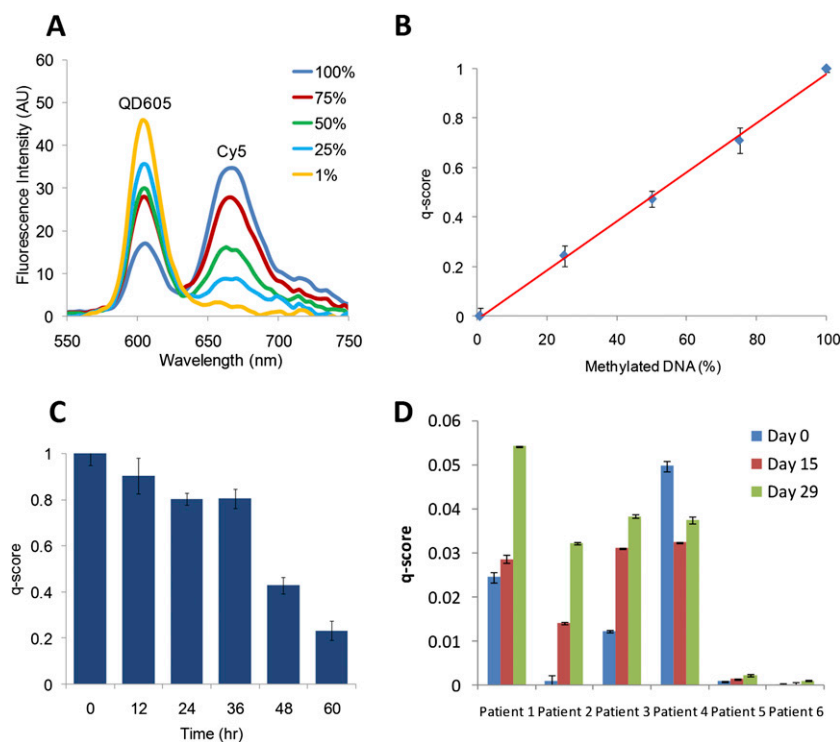 A
Fluorescence Intensity (AU)
60
50
40
30
20
10
0
QD605
Cy5
100%
75%
50%
25%
1%
550
600
650
700
750
Wavelength (nm)
B
q-score
1
0.8
0.6
0.4
0.2
0
0
20
40
60
80
100
Methylated DNA (%)
C
q-score
1
0.8
0.6
0.4
0.2
0
0
12
24
36
48
60
Time (hr)
D
q-score
0.06
0.05
0.04
0.03
0.02
0.01
0
Day 0
Day 15
Day 29
Patient 1
Patient 2
Patient 3
Patient 4
Patient 5
Patient 6